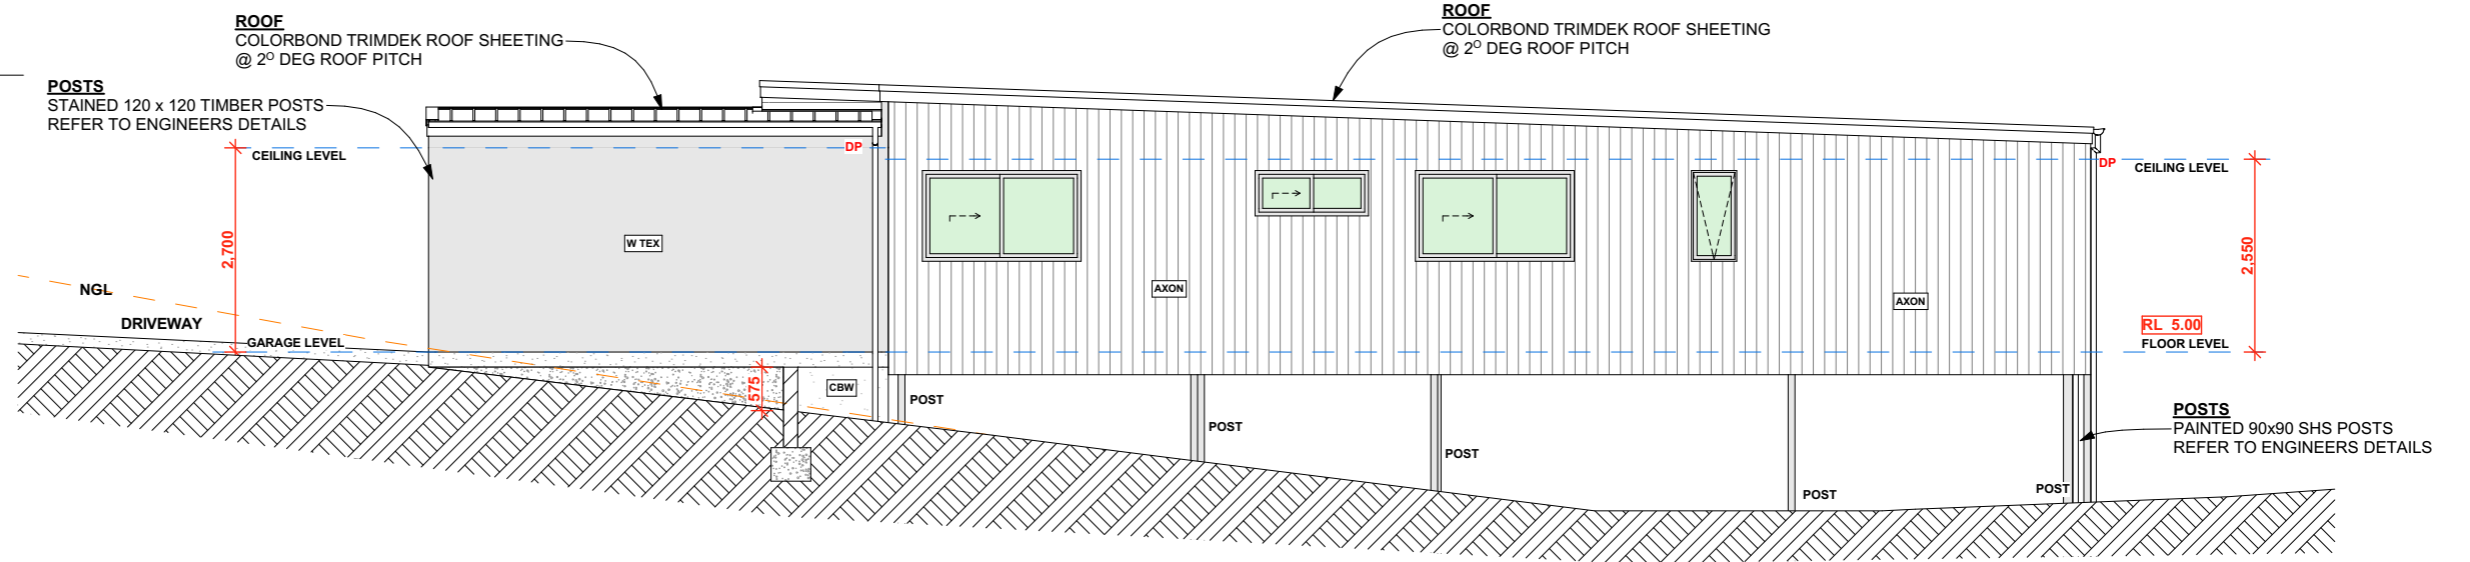 ROOF
COLORBOND TRIMDEK ROOF SHEETING
@ 2O DEG ROOF PITCH
ROOF
COLORBOND TRIMDEK ROOF SHEETING
@ 2O DEG ROOF PITCH
POSTS
STAINED 120 x 120 TIMBER POSTS
REFER TO ENGINEERS DETAILS
CEILING LEVEL
DP
DP
CEILING LEVEL
2,700
W TEX
2,550
NGL
AXON
AXON
DRIVEWAY
RL 5.00
GARAGE LEVEL
FLOOR LEVEL
575
CBW
POST
POST
POST
POST
POST
POSTS
PAINTED 90x90 SHS POSTS
REFER TO ENGINEERS DETAILS